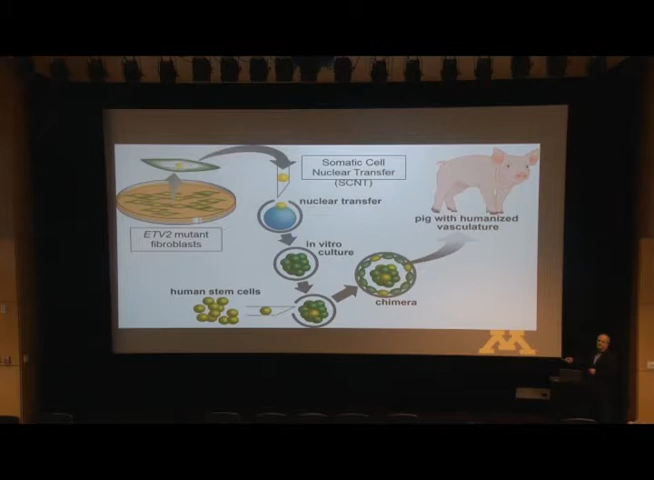 Somatic Cell
Nuclear Transfer
(SCNT)
nuclear transfer
ETV2 mutant
fibroblasts
in vitro
culture
human stem cells
chimera
pig with humanized
vasculature
M